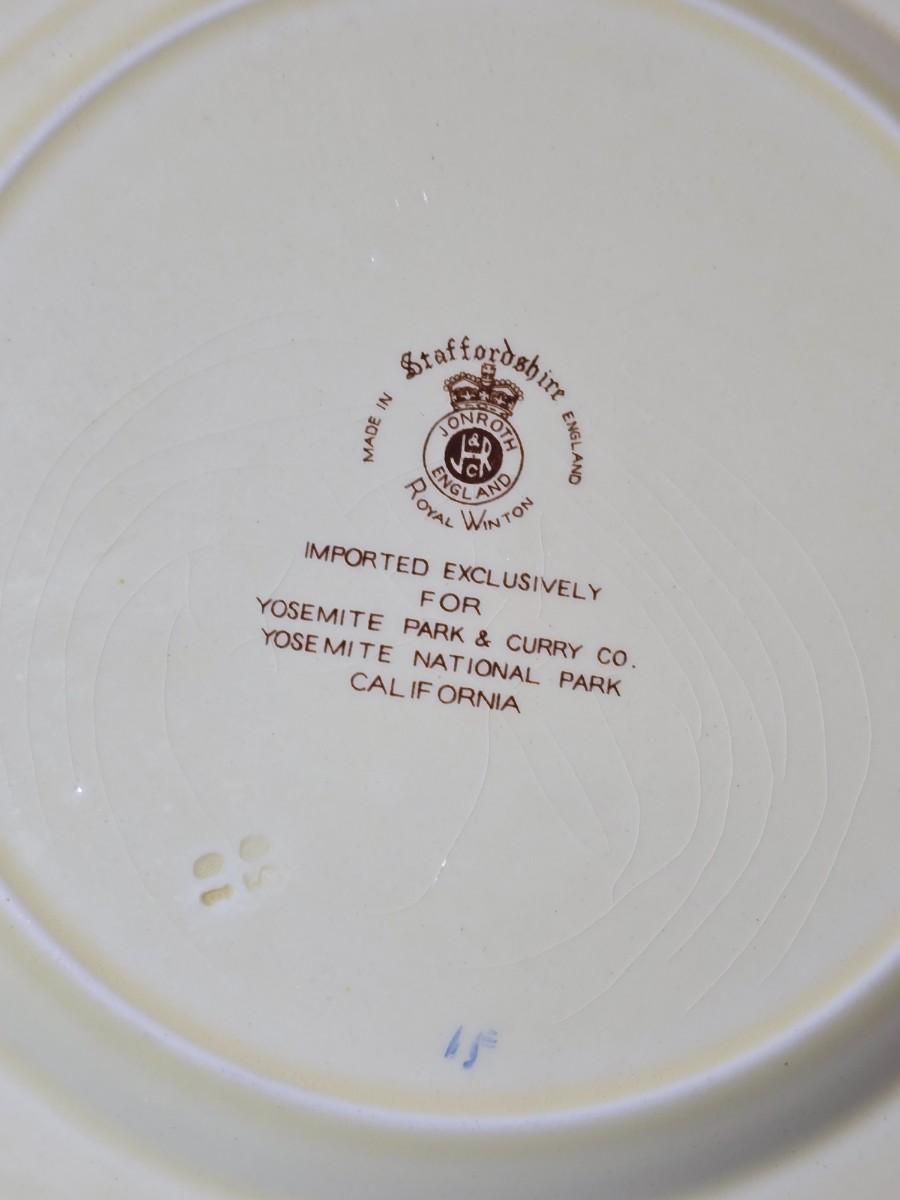 Staffordshire
MADE IN ENGLAND
JONROTH
J&RC
ENGLAND
ROYAL WINTON
IMPORTED EXCLUSIVELY
FOR
YOSEMITE PARK & CURRY CO.
YOSEMITE NATIONAL PARK
CALIFORNIA